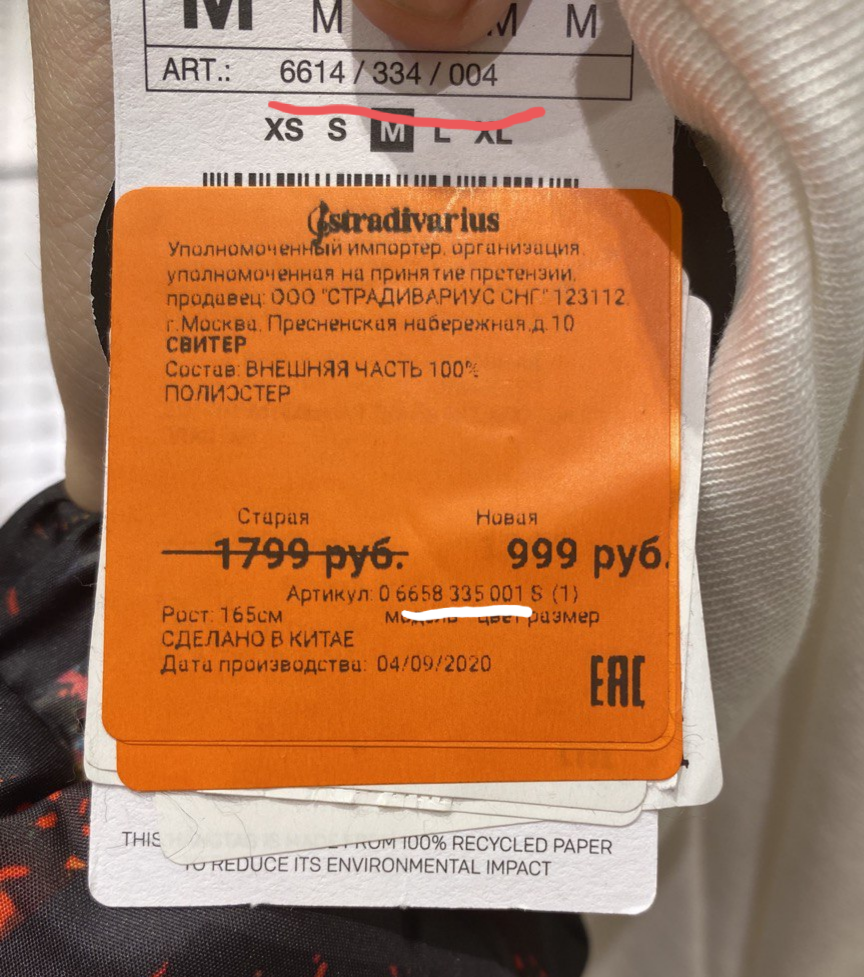 M M M M
ART.: 6614 / 334 / 004
XS S M L XL
stradivarius
Уполномоченный импортер, организация,
уполномоченная на принятие претензии,
продавец: ООО "СТРАДИВАРИУС СНГ" 123112,
г.Москва, Пресненская набережная,д.10
СВИТЕР
Состав: ВНЕШНЯЯ ЧАСТЬ 100%
ПОЛИЭСТЕР
Старая Новая
1799 руб. 999 руб.
Артикул: 0 6658 335 001 S (1)
Рост: 165см модель цвет размер
СДЕЛАНО В КИТАЕ
Дата производства: 04/09/2020
EAC
THIS FROM 100% RECYCLED PAPER
TO REDUCE ITS ENVIRONMENTAL IMPACT